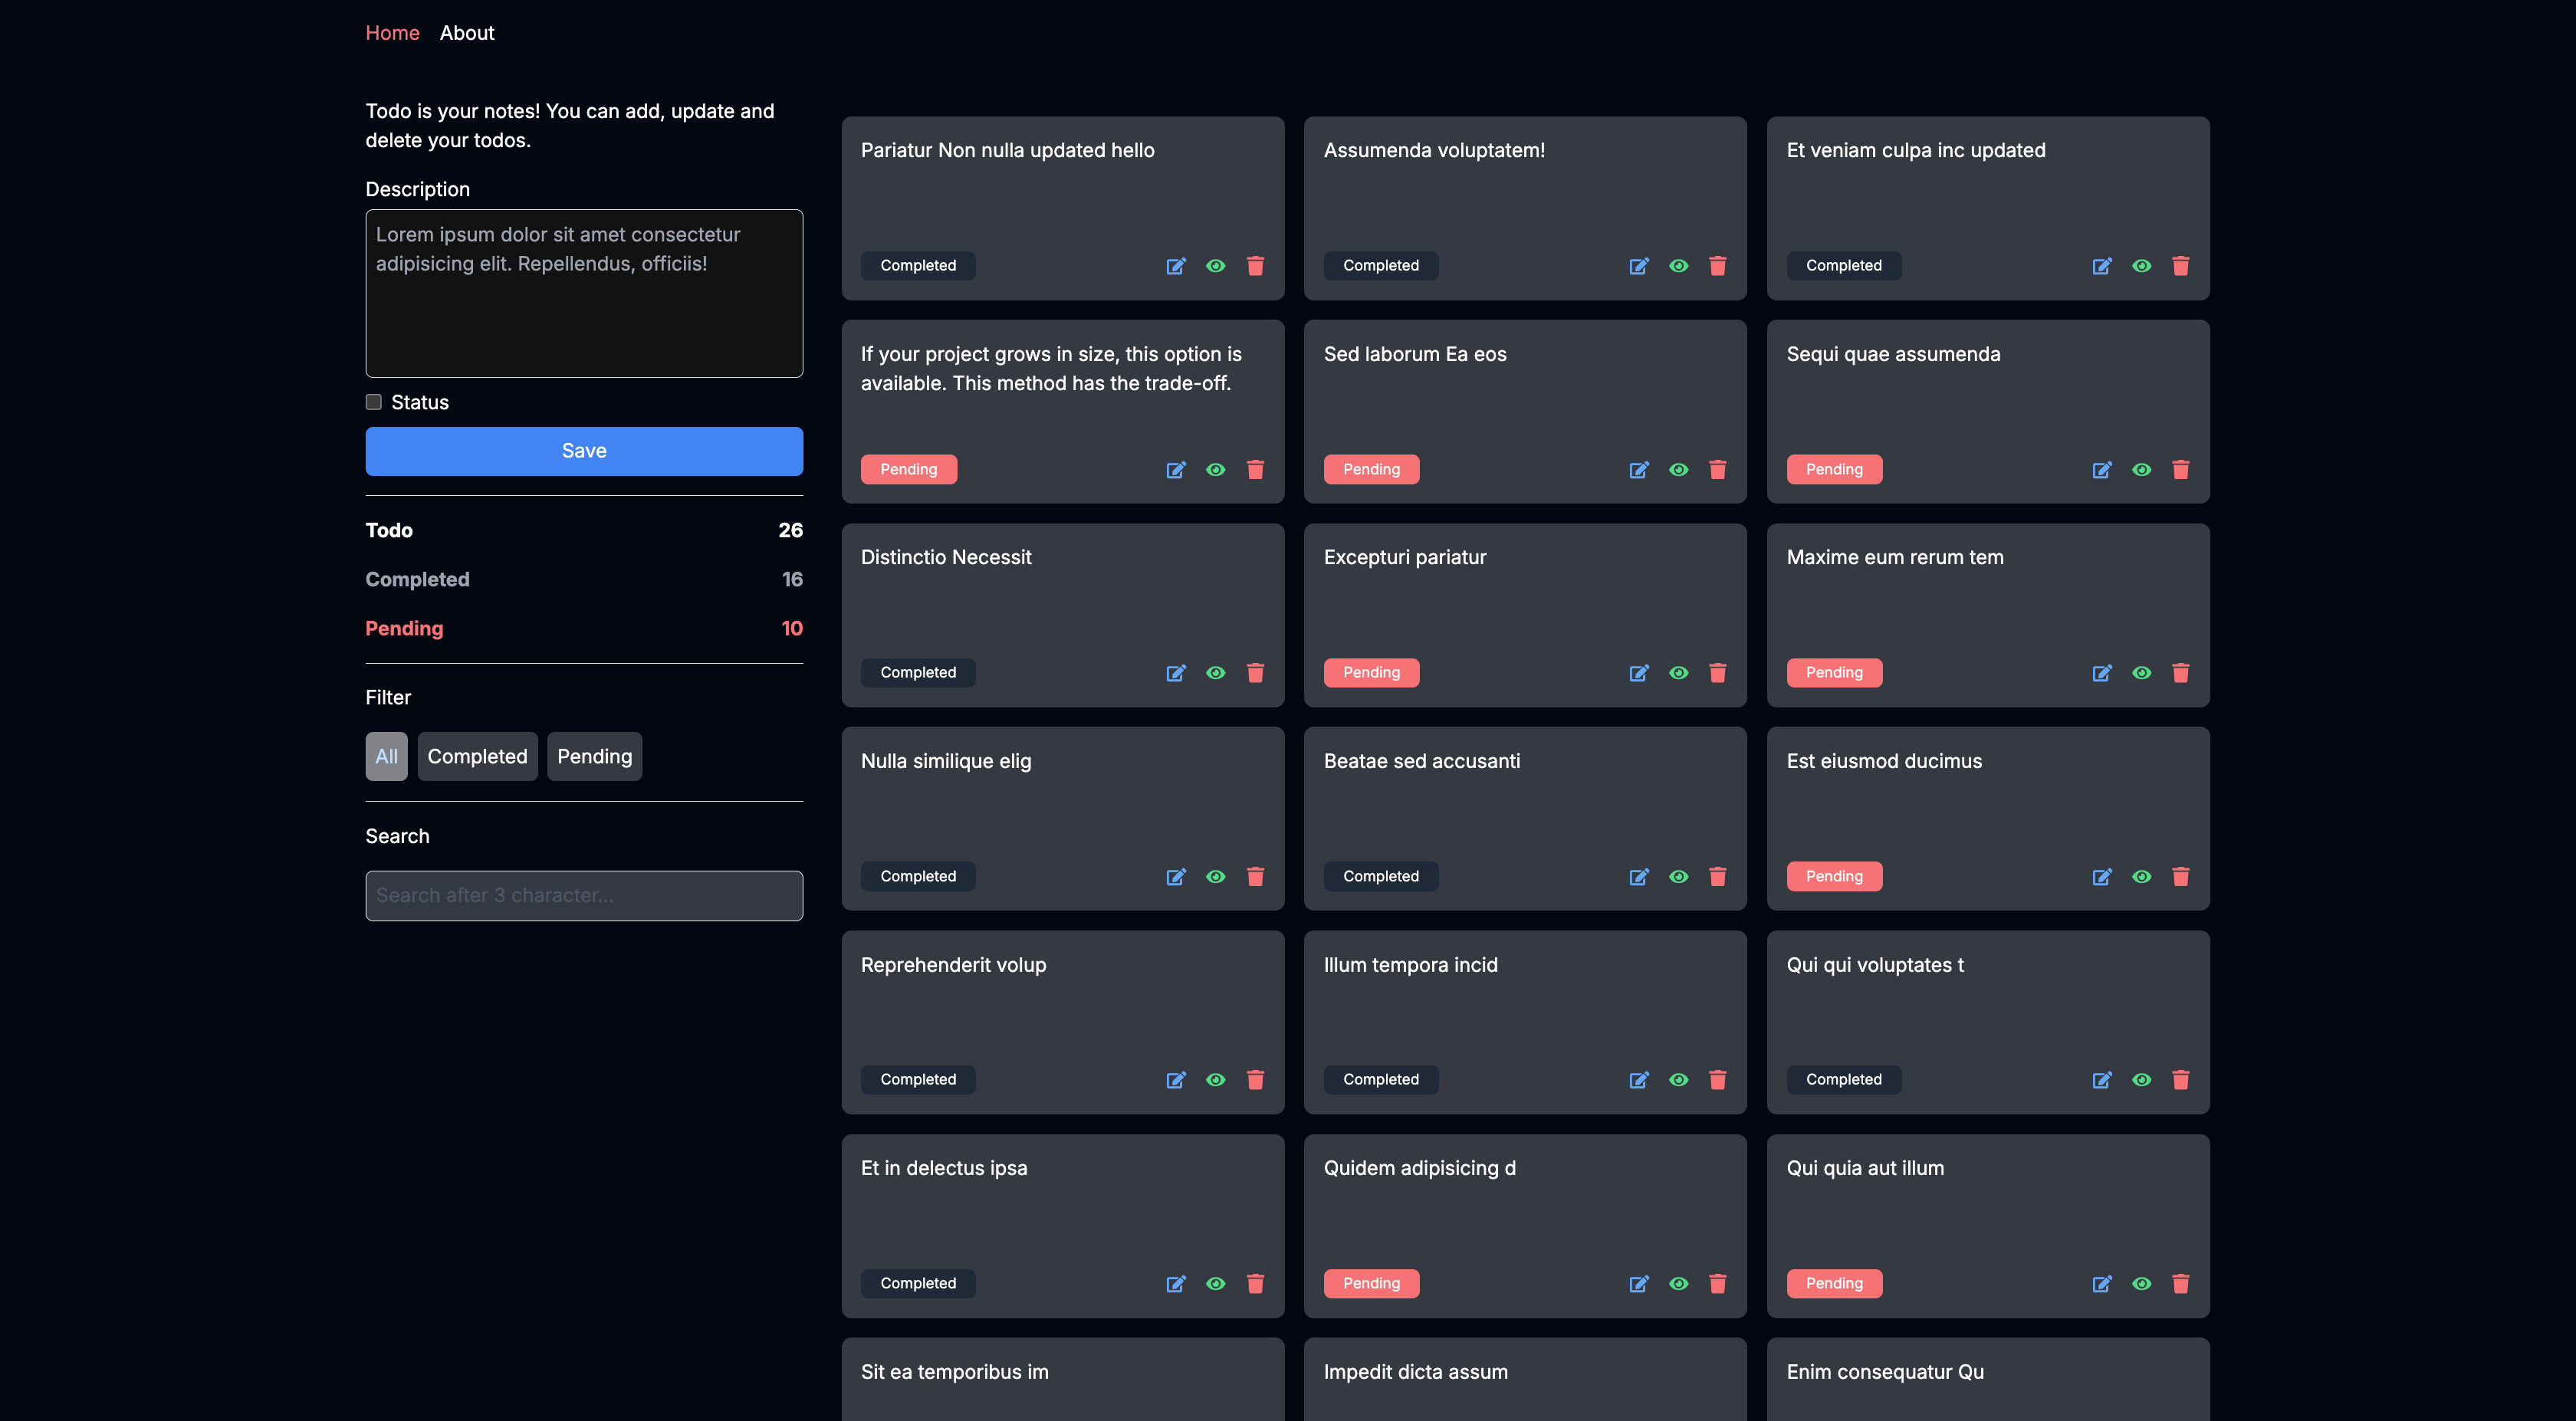 Home About
Todo is your notes! You can add, update and
delete your todos.
Description
Lorem ipsum dolor sit amet consectetur
adipisicing elit. Repellendus, officiis!
Status
Save
Todo 26
Completed 16
Pending 10
Filter
All Completed Pending
Search
Search after 3 character...
Pariatur Non nulla updated hello
Completed
Assumenda voluptatem!
Completed
Et veniam culpa inc updated
Completed
If your project grows in size, this option is
available. This method has the trade-off.
Pending
Sed laborum Ea eos
Pending
Sequi quae assumenda
Pending
Distinctio Necessit
Completed
Excepturi pariatur
Pending
Maxime eum rerum tem
Pending
Nulla similique elig
Completed
Beatae sed accusanti
Completed
Est eiusmod ducimus
Pending
Reprehenderit volup
Completed
Illum tempora incid
Completed
Qui qui voluptates t
Completed
Et in delectus ipsa
Completed
Quidem adipisicing d
Pending
Qui quia aut illum
Pending
Sit ea temporibus im
Impedit dicta assum
Enim consequatur Qu